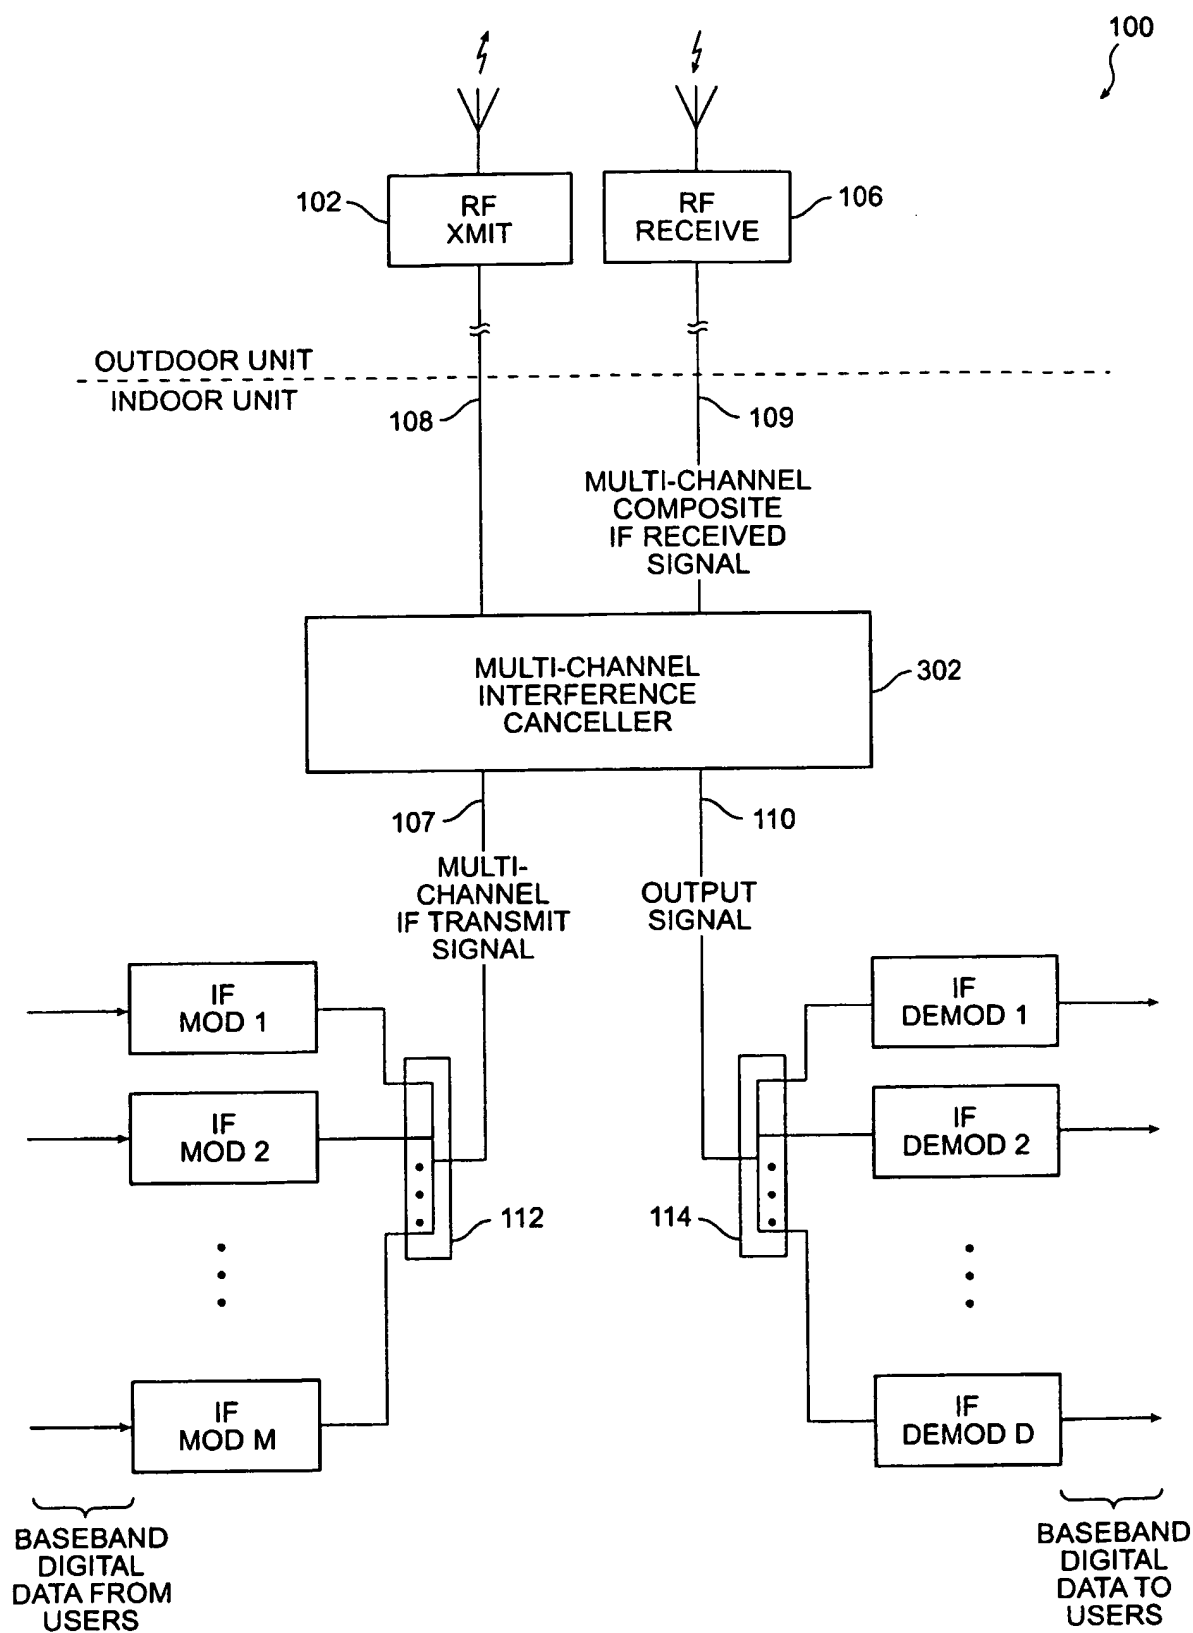 100
102
RF
XMIT
RF
RECEIVE
106
OUTDOOR UNIT
INDOOR UNIT
108
109
MULTI-CHANNEL
COMPOSITE
IF RECEIVED
SIGNAL
MULTI-CHANNEL
INTERFERENCE
CANCELLER
302
107
110
MULTI-
CHANNEL
IF TRANSMIT
SIGNAL
OUTPUT
SIGNAL
IF
MOD 1
IF
DEMOD 1
IF
MOD 2
IF
DEMOD 2
112
114
IF
MOD M
IF
DEMOD D
BASEBAND
DIGITAL
DATA FROM
USERS
BASEBAND
DIGITAL
DATA TO
USERS